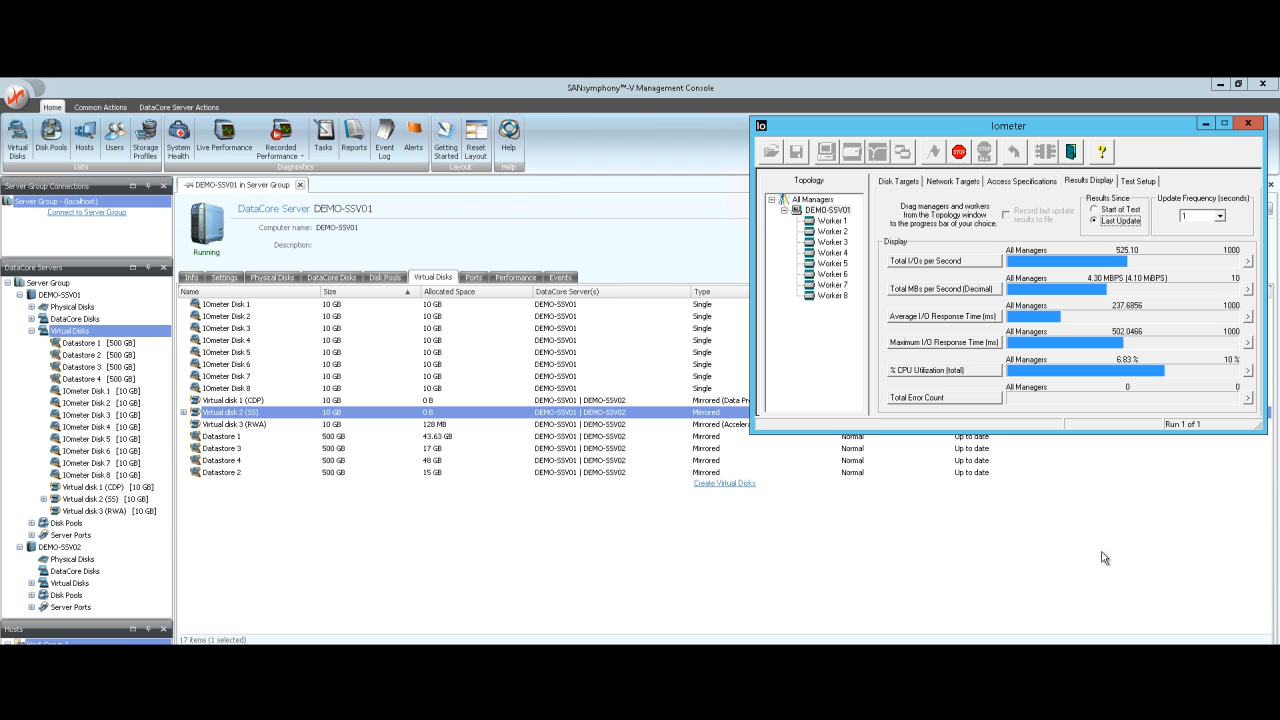 SANsymphony™-V Management Console
Home Common Actions DataCore Server Actions
Virtual Disks Disk Pools Hosts Users Storage Profiles System Health Live Performance Recorded Performance Tasks Reports Event Log Alerts Getting Started Reset Layout Help
Lists Diagnostics Layout Help
Server Group Connections
Server Group - (localhost)
Connect to Server Group
DataCore Servers
Server Group
DEMO-SSV01
Physical Disks
DataCore Disks
Virtual Disks
Datastore 1 [500 GB]
Datastore 2 [500 GB]
Datastore 3 [500 GB]
Datastore 4 [500 GB]
IOmeter Disk 1 [10 GB]
IOmeter Disk 2 [10 GB]
IOmeter Disk 3 [10 GB]
IOmeter Disk 4 [10 GB]
IOmeter Disk 5 [10 GB]
IOmeter Disk 6 [10 GB]
IOmeter Disk 7 [10 GB]
IOmeter Disk 8 [10 GB]
Virtual disk 1 (CDP) [10 GB]
Virtual disk 2 (SS) [10 GB]
Virtual disk 3 (RWA) [10 GB]
Disk Pools
Server Ports
DEMO-SSV02
Physical Disks
DataCore Disks
Virtual Disks
Disk Pools
Server Ports
Hosts
DEMO-SSV01 in Server Group
DataCore Server DEMO-SSV01
Computer name: DEMO-SSV01
Description:
Running
Info Settings Physical Disks DataCore Disks Disk Pools Virtual Disks Ports Performance Events
Name Size Allocated Space DataCore Server(s) Type
IOmeter Disk 1 10 GB 10 GB DEMO-SSV01 Single
IOmeter Disk 2 10 GB 10 GB DEMO-SSV01 Single
IOmeter Disk 3 10 GB 10 GB DEMO-SSV01 Single
IOmeter Disk 4 10 GB 10 GB DEMO-SSV01 Single
IOmeter Disk 5 10 GB 10 GB DEMO-SSV01 Single
IOmeter Disk 6 10 GB 10 GB DEMO-SSV01 Single
IOmeter Disk 7 10 GB 10 GB DEMO-SSV01 Single
IOmeter Disk 8 10 GB 10 GB DEMO-SSV01 Single
Virtual disk 1 (CDP) 10 GB 0 B DEMO-SSV01 | DEMO-SSV02 Mirrored (Data Pr
Virtual disk 2 (SS) 10 GB 0 B DEMO-SSV01 | DEMO-SSV02 Mirrored
Virtual disk 3 (RWA) 10 GB 128 MB DEMO-SSV01 | DEMO-SSV02 Mirrored (Acceler
Datastore 1 500 GB 43.63 GB DEMO-SSV01 | DEMO-SSV02 Mirrored Normal Up to date
Datastore 3 500 GB 17 GB DEMO-SSV01 | DEMO-SSV02 Mirrored Normal Up to date
Datastore 4 500 GB 48 GB DEMO-SSV01 | DEMO-SSV02 Mirrored Normal Up to date
Datastore 2 500 GB 15 GB DEMO-SSV01 | DEMO-SSV02 Mirrored Normal Up to date
Create Virtual Disks
17 items (1 selected)
Io Iometer
STOP STOP ALL ?
Topology
All Managers
DEMO-SSV01
Worker 1
Worker 2
Worker 3
Worker 4
Worker 5
Worker 6
Worker 7
Worker 8
Disk Targets Network Targets Access Specifications Results Display Test Setup
Drag managers and workers
from the Topology window
to the progress bar of your choice.
Record last update
results to file
Results Since
Start of Test
Last Update
Update Frequency (seconds)
1
Display
All Managers 525.10 1000
Total I/Os per Second
All Managers 4.30 MBPS (4.10 MiBPS) 10
Total MBs per Second (Decimal)
All Managers 237.6856 1000
Average I/O Response Time (ms)
All Managers 502.0466 1000
Maximum I/O Response Time (ms)
All Managers 6.83 % 10 %
% CPU Utilization (total)
All Managers 0 0
Total Error Count
Run 1 of 1